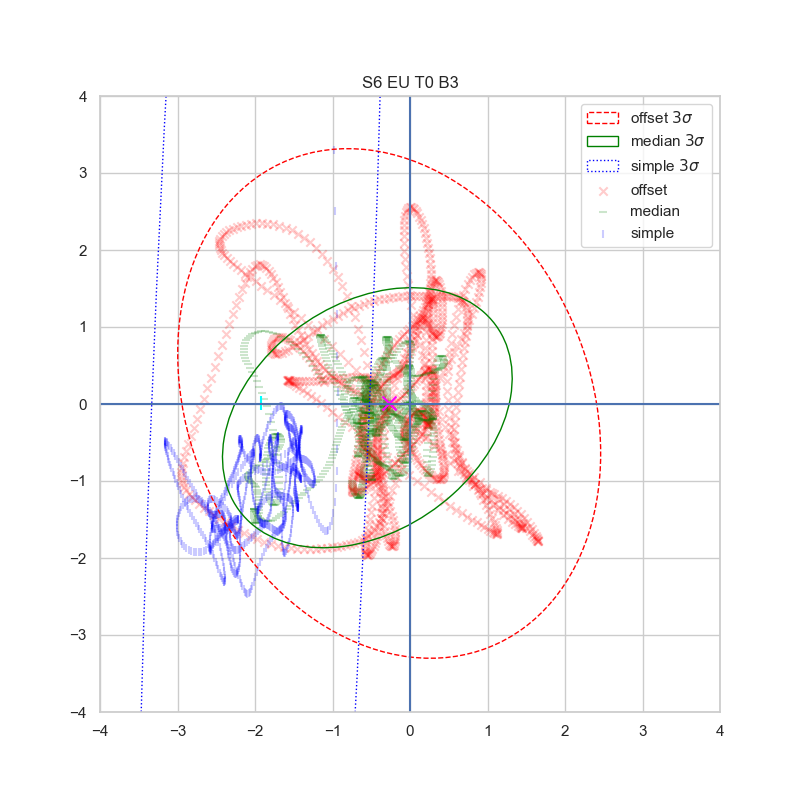 S6 EU T0 B3
4
3
2
1
0
−1
−2
−3
−4
−4
−3
−2
−1
0
1
2
3
4
offset 3σ
median 3σ
simple 3σ
offset
median
simple